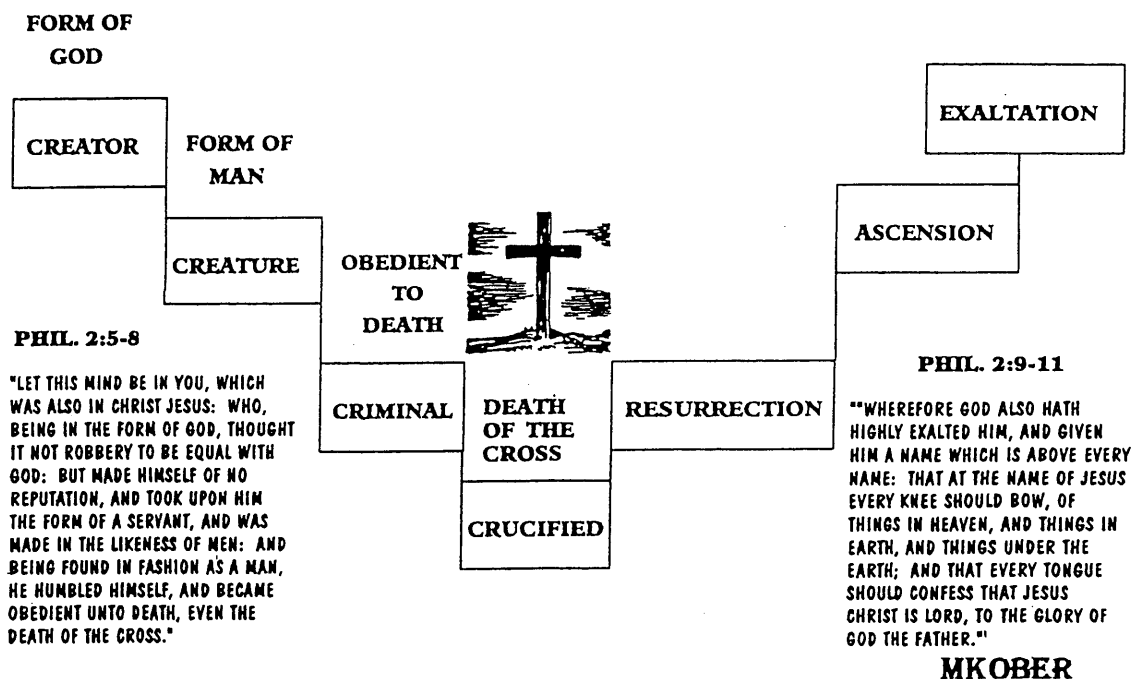 FORM OF
GOD
CREATOR
FORM OF
MAN
CREATURE
OBEDIENT
TO
DEATH
CRIMINAL
DEATH
OF THE
CROSS
CRUCIFIED
RESURRECTION
ASCENSION
EXALTATION
PHIL. 2:5-8
"LET THIS MIND BE IN YOU, WHICH
WAS ALSO IN CHRIST JESUS: WHO,
BEING IN THE FORM OF GOD, THOUGHT
IT NOT ROBBERY TO BE EQUAL WITH
GOD: BUT MADE HIMSELF OF NO
REPUTATION, AND TOOK UPON HIM
THE FORM OF A SERVANT, AND WAS
MADE IN THE LIKENESS OF MEN: AND
BEING FOUND IN FASHION AS A MAN,
HE HUMBLED HIMSELF, AND BECAME
OBEDIENT UNTO DEATH, EVEN THE
DEATH OF THE CROSS."
PHIL. 2:9-11
""WHEREFORE GOD ALSO HATH
HIGHLY EXALTED HIM, AND GIVEN
HIM A NAME WHICH IS ABOVE EVERY
NAME: THAT AT THE NAME OF JESUS
EVERY KNEE SHOULD BOW, OF
THINGS IN HEAVEN, AND THINGS IN
EARTH, AND THINGS UNDER THE
EARTH; AND THAT EVERY TONGUE
SHOULD CONFESS THAT JESUS
CHRIST IS LORD, TO THE GLORY OF
GOD THE FATHER."'
MKOBER